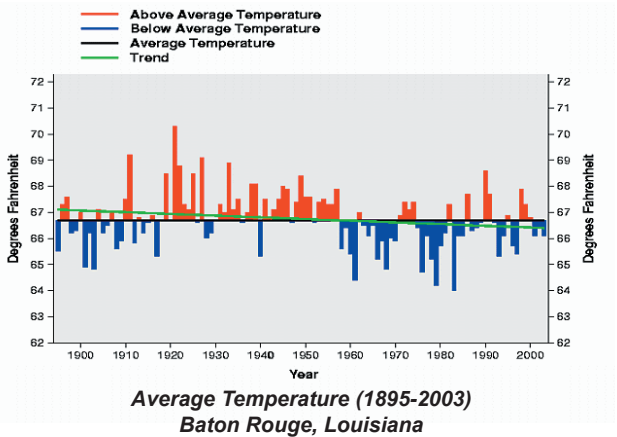 Above Average Temperature
Below Average Temperature
Average Temperature
Trend
72 72
71 71
70 70
69 69
68 68
67 67
66 66
65 65
64 64
63 63
62 62
Degrees Fahrenheit
Degrees Fahrenheit
1900 1910 1920 1930 1940 1950 1960 1970 1980 1990 2000
Year
Average Temperature (1895-2003)
Baton Rouge, Louisiana